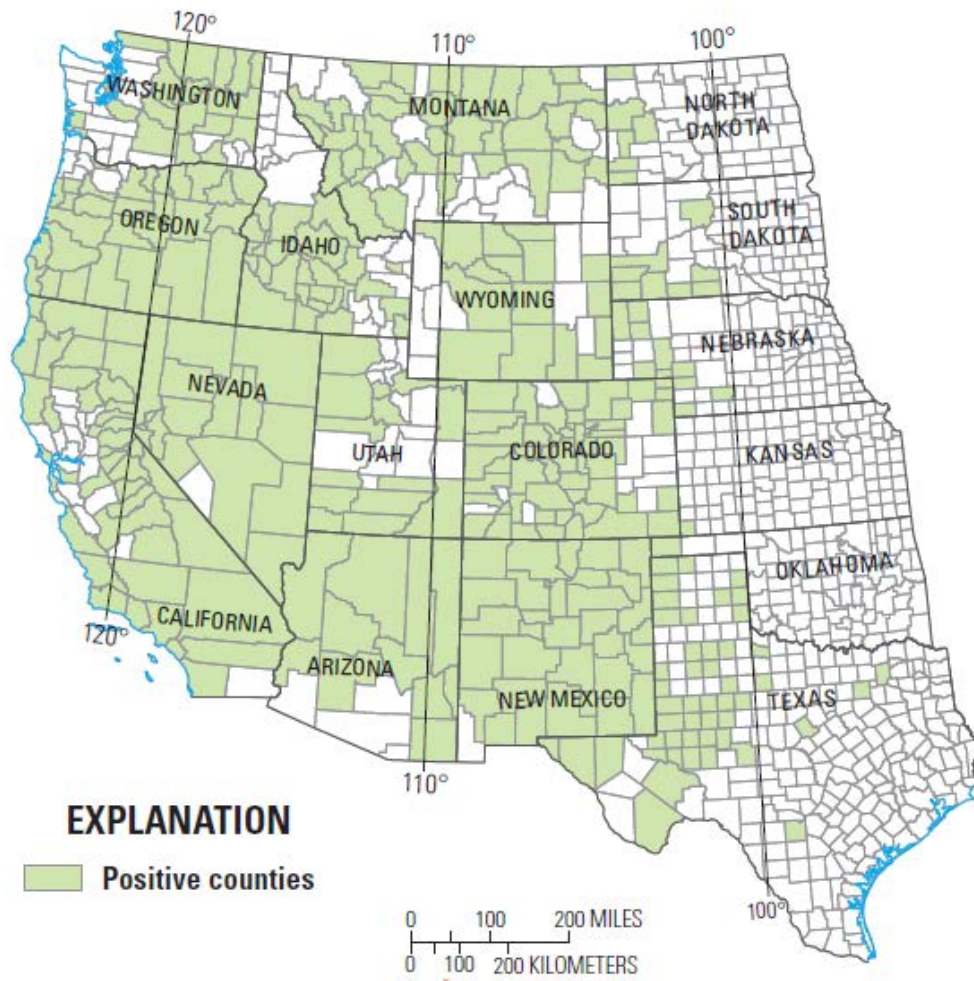 120°
110°
100°
WASHINGTON
MONTANA
NORTH
DAKOTA
OREGON
IDAHO
SOUTH
DAKOTA
WYOMING
NEBRASKA
NEVADA
UTAH
COLORADO
KANSAS
OKLAHOMA
CALIFORNIA
120°
ARIZONA
NEW MEXICO
TEXAS
110°
100°
EXPLANATION
Positive counties
0 100 200 MILES
0 100 200 KILOMETERS